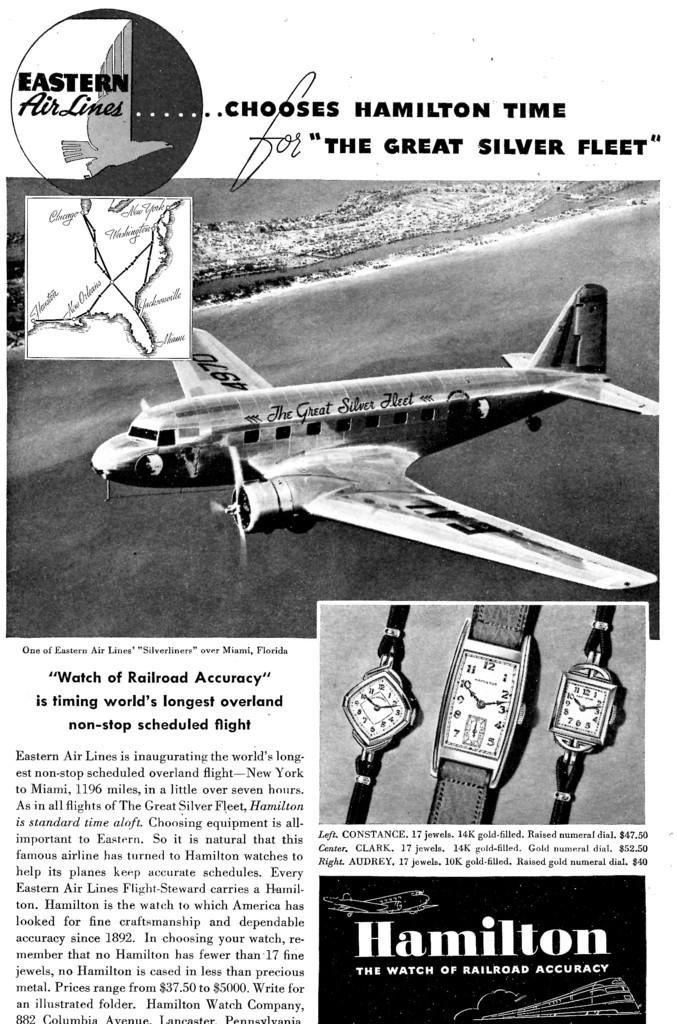 EASTERN
Air Lines
.......CHOOSES HAMILTON TIME
for "THE GREAT SILVER FLEET"
Chicago
New York
Washington
Houston
New Orleans
Jacksonville
Miami
4970
The Great Silver Fleet
One of Eastern Air Lines' "Silverliners" over Miami, Florida
"Watch of Railroad Accuracy"
is timing world's longest overland
non-stop scheduled flight
Eastern Air Lines is inaugurating the world's long-
est non-stop scheduled overland flight—New York
to Miami, 1196 miles, in a little over seven hours.
As in all flights of The Great Silver Fleet, Hamilton
is standard time aloft. Choosing equipment is all-
important to Eastern. So it is natural that this
famous airline has turned to Hamilton watches to
help its planes keep accurate schedules. Every
Eastern Air Lines Flight-Steward carries a Hamil-
ton. Hamilton is the watch to which America has
looked for fine craftsmanship and dependable
accuracy since 1892. In choosing your watch, re-
member that no Hamilton has fewer than 17 fine
jewels, no Hamilton is cased in less than precious
metal. Prices range from $37.50 to $5000. Write for
an illustrated folder. Hamilton Watch Company,
882 Columbia Avenue, Lancaster, Pennsylvania.
HAMILTON
Left. CONSTANCE. 17 jewels. 14K gold-filled. Raised numeral dial. $47.50
Center. CLARK. 17 jewels. 14K gold-filled. Gold numeral dial. $52.50
Right. AUDREY. 17 jewels. 10K gold-filled. Raised gold numeral dial. $40
Hamilton
THE WATCH OF RAILROAD ACCURACY